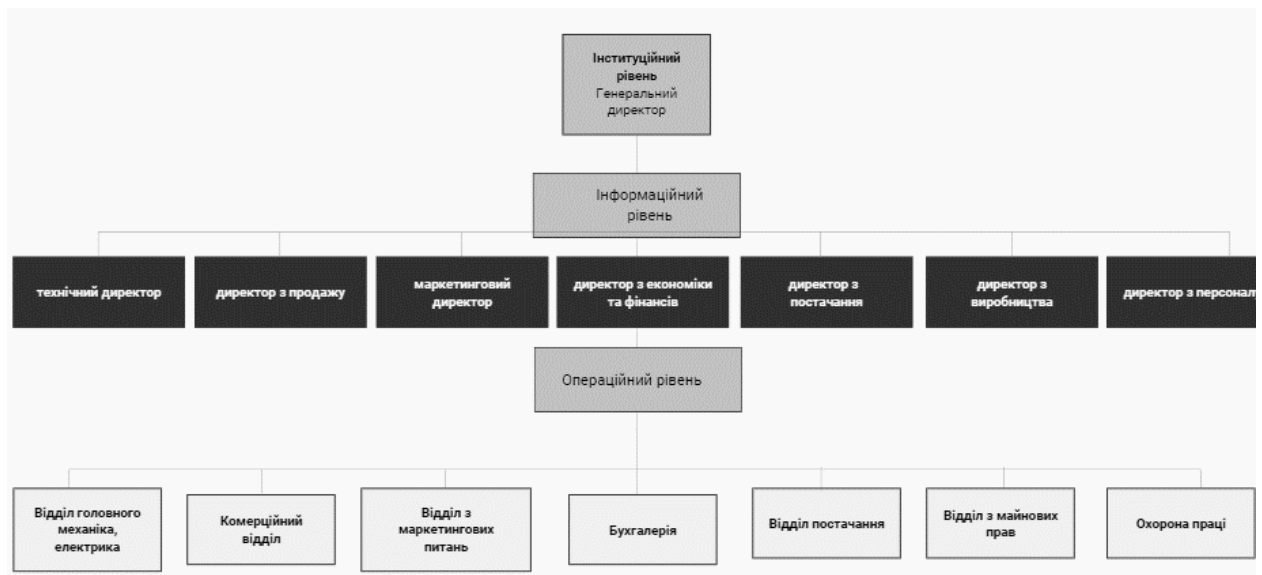 Інституційний
рівень
Генеральний
директор
Інформаційний
рівень
технічний директор
директор з продажу
маркетинговий
директор
директор з економіки
та фінансів
директор з
постачання
директор з
виробництва
директор з персонал
Операційний рівень
Відділ головного
механіка,
електрика
Комерційний
відділ
Відділ з
маркетингових
питань
Бухгалерія
Відділ постачання
Відділ з майнових
прав
Охорона праці